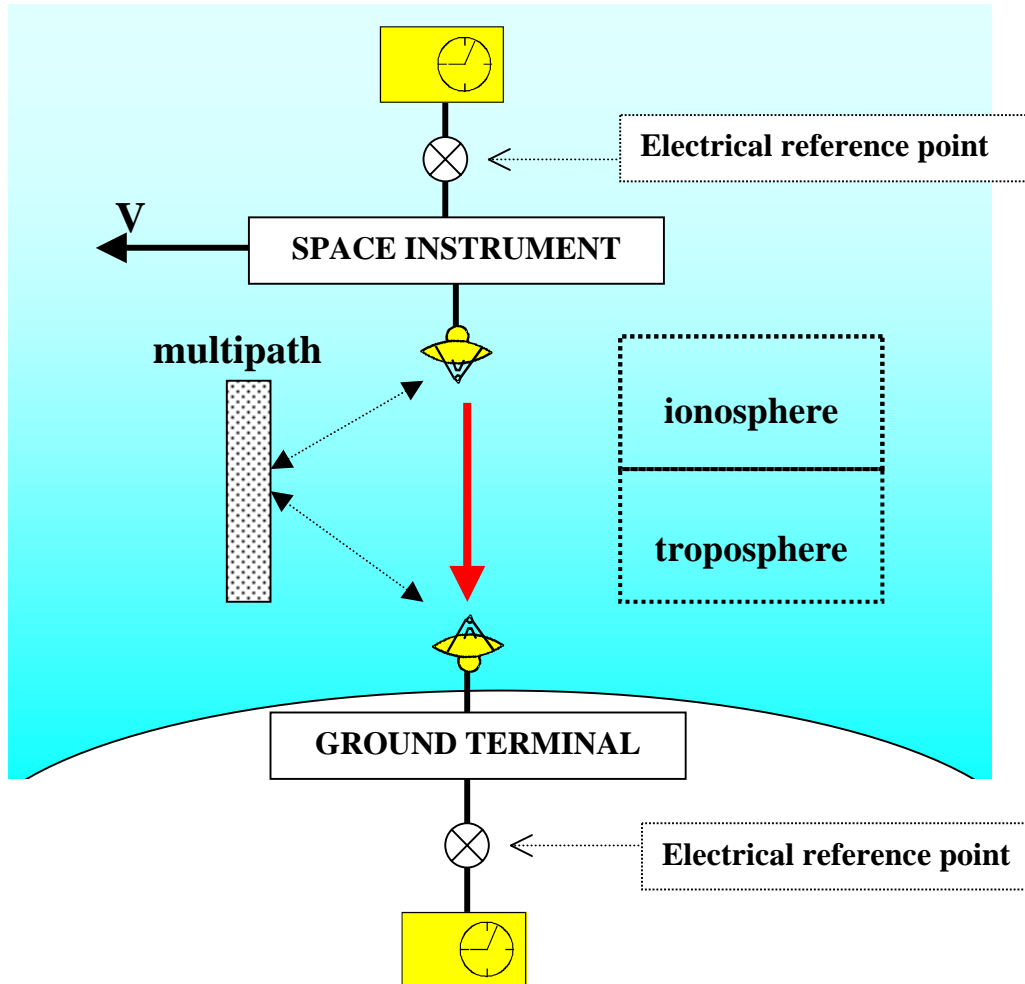 Electrical reference point
V
SPACE INSTRUMENT
multipath
ionosphere
troposphere
GROUND TERMINAL
Electrical reference point